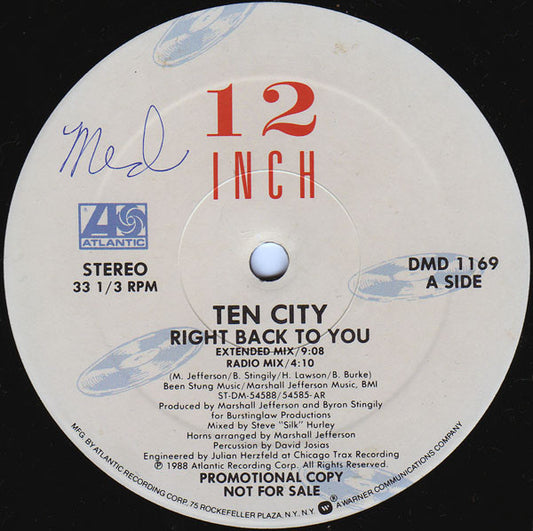 12
INCH
Med
ATLANTIC
STEREO
33 1/3 RPM
DMD 1169
A SIDE
TEN CITY
RIGHT BACK TO YOU
EXTENDED MIX/9:08
RADIO MIX/4:10
(M. Jefferson/B. Stingily/H. Lawson/B. Burke)
Been Stung Music/Marshall Jefferson Music, BMI
ST-DM-54588/54585-AR
Produced by Marshall Jefferson and Byron Stingily
for Burstinglaw Productions
Mixed by Steve "Silk" Hurley
Horns arranged by Marshall Jefferson
Percussion by David Josias
Engineered by Julian Herzfeld at Chicago Trax Recording
℗ 1988 Atlantic Recording Corp. All Rights Reserved.
PROMOTIONAL COPY
NOT FOR SALE
MFG. BY ATLANTIC RECORDING CORP., 75 ROCKEFELLER PLAZA, N.Y., N.Y. ® A WARNER COMMUNICATIONS COMPANY